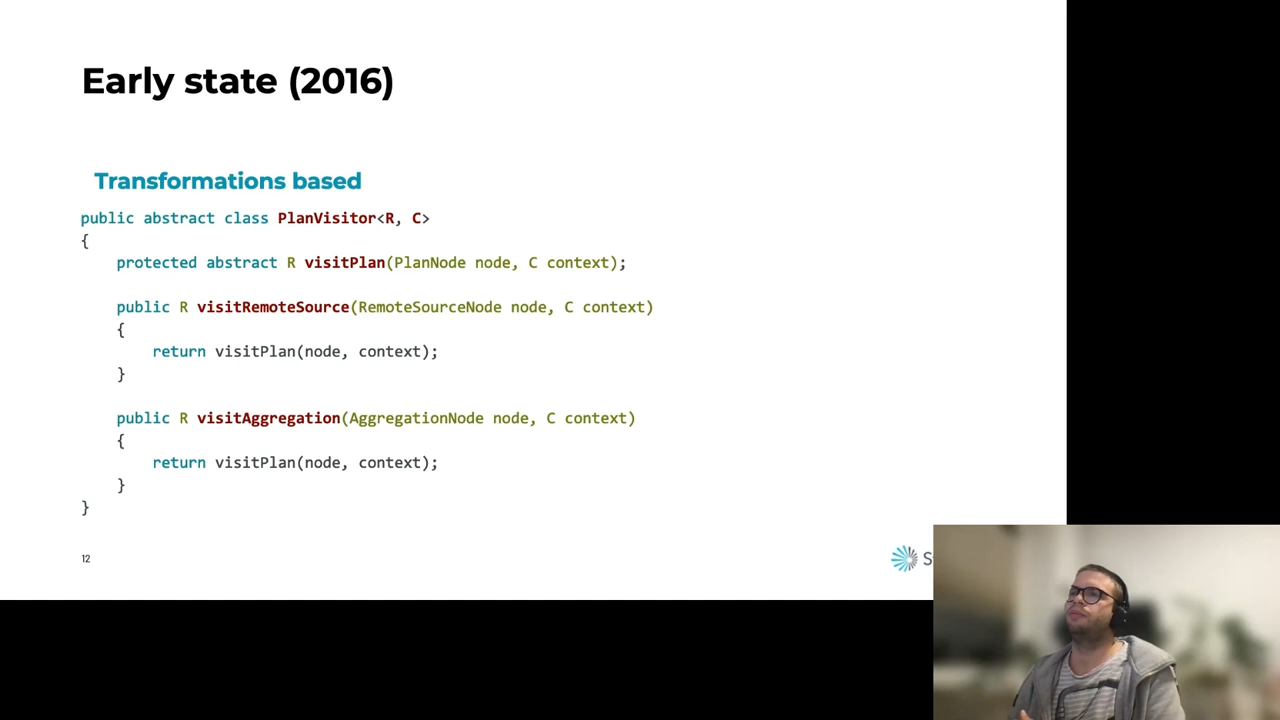 Early state (2016)
Transformations based
public abstract class PlanVisitor<R, C>
{
    protected abstract R visitPlan(PlanNode node, C context);
    public R visitRemoteSource(RemoteSourceNode node, C context)
    {
        return visitPlan(node, context);
    }
    public R visitAggregation(AggregationNode node, C context)
    {
        return visitPlan(node, context);
    }
}
12